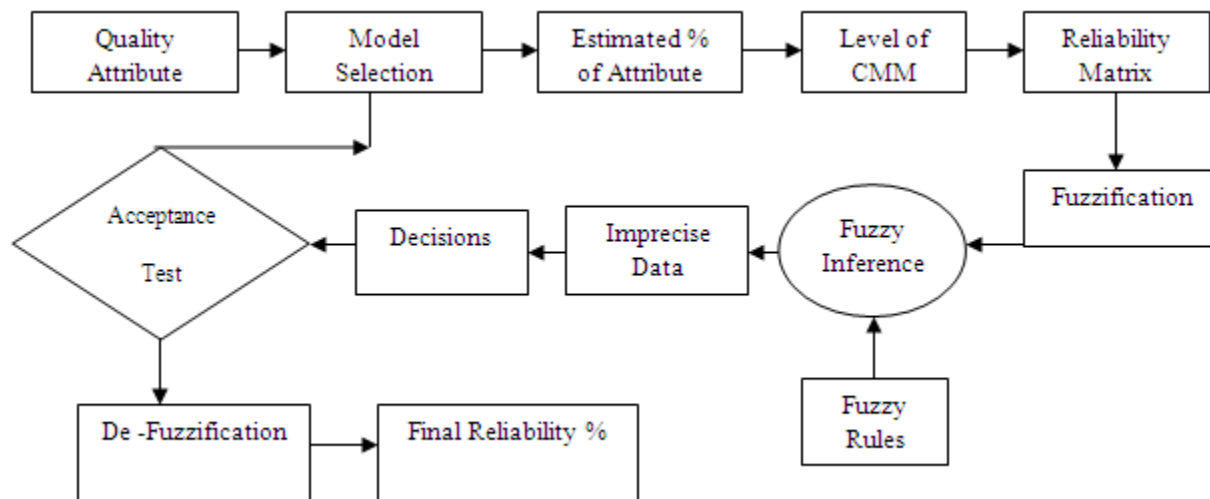 Quality
Attribute
Model
Selection
Estimated %
of Attribute
Level of
CMM
Reliability
Matrix
Fuzzification
Fuzzy
Inference
Imprecise
Data
Decisions
Acceptance
Test
Fuzzy
Rules
De -Fuzzification
Final Reliability %